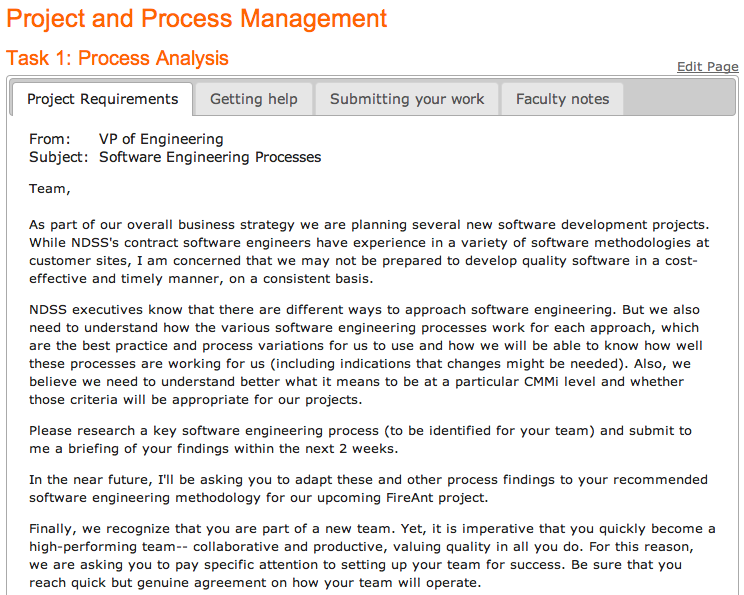 Project and Process Management
Task 1: Process Analysis
Edit Page
Project Requirements
Getting help
Submitting your work
Faculty notes
From: VP of Engineering
Subject: Software Engineering Processes
Team,
As part of our overall business strategy we are planning several new software development projects.
While NDSS's contract software engineers have experience in a variety of software methodologies at
customer sites, I am concerned that we may not be prepared to develop quality software in a cost-
effective and timely manner, on a consistent basis.
NDSS executives know that there are different ways to approach software engineering. But we also
need to understand how the various software engineering processes work for each approach, which
are the best practice and process variations for us to use and how we will be able to know how well
these processes are working for us (including indications that changes might be needed). Also, we
believe we need to understand better what it means to be at a particular CMMi level and whether
those criteria will be appropriate for our projects.
Please research a key software engineering process (to be identified for your team) and submit to
me a briefing of your findings within the next 2 weeks.
In the near future, I'll be asking you to adapt these and other process findings to your recommended
software engineering methodology for our upcoming FireAnt project.
Finally, we recognize that you are part of a new team. Yet, it is imperative that you quickly become a
high-performing team-- collaborative and productive, valuing quality in all you do. For this reason,
we are asking you to pay specific attention to setting up your team for success. Be sure that you
reach quick but genuine agreement on how your team will operate.